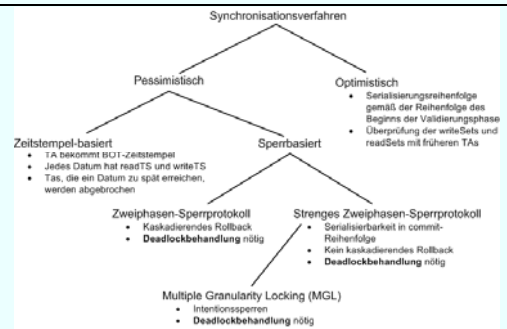 Synchronisationsverfahren
Pessimistisch
Optimistisch
• Serialisierungsreihenfolge
gemäß der Reihenfolge des
Beginns der Validierungsphase
• Überprüfung der writeSets und
readSets mit früheren TAs
Zeitstempel-basiert
• TA bekommt BOT-Zeitstempel
• Jedes Datum hat readTS und writeTS
• Tas, die ein Datum zu spät erreichen,
werden abgebrochen
Sperrbasiert
Zweiphasen-Sperrprotokoll
• Kaskadierendes Rollback
• Deadlockbehandlung nötig
Strenges Zweiphasen-Sperrprotokoll
• Serialisierbarkeit in commit-
Reihenfolge
• Kein kaskadierendes Rollback
• Deadlockbehandlung nötig
Multiple Granularity Locking (MGL)
• Intentionssperren
• Deadlockbehandlung nötig